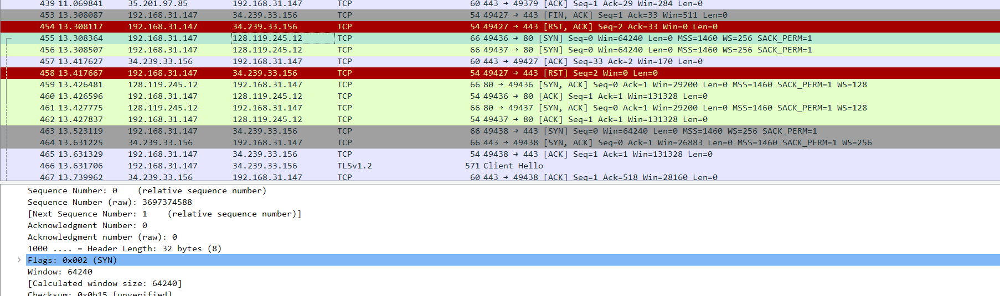 439 11.069841 35.201.97.85 192.168.31.147 TCP 60 443 → 49379 [ACK] Seq=1 Ack=29 Win=284 Len=0
453 13.308087 192.168.31.147 34.239.33.156 TCP 54 49427 → 443 [FIN, ACK] Seq=1 Ack=33 Win=511 Len=0
454 13.308117 192.168.31.147 34.239.33.156 TCP 54 49427 → 443 [RST, ACK] Seq=2 Ack=33 Win=0 Len=0
455 13.308364 192.168.31.147 128.119.245.12 TCP 66 49436 → 80 [SYN] Seq=0 Win=64240 Len=0 MSS=1460 WS=256 SACK_PERM=1
456 13.308507 192.168.31.147 128.119.245.12 TCP 66 49437 → 80 [SYN] Seq=0 Win=64240 Len=0 MSS=1460 WS=256 SACK_PERM=1
457 13.417627 34.239.33.156 192.168.31.147 TCP 60 443 → 49427 [ACK] Seq=33 Ack=2 Win=170 Len=0
458 13.417667 192.168.31.147 34.239.33.156 TCP 54 49427 → 443 [RST] Seq=2 Win=0 Len=0
459 13.426481 128.119.245.12 192.168.31.147 TCP 66 80 → 49436 [SYN, ACK] Seq=0 Ack=1 Win=29200 Len=0 MSS=1460 SACK_PERM=1 WS=128
460 13.426596 192.168.31.147 128.119.245.12 TCP 54 49436 → 80 [ACK] Seq=1 Ack=1 Win=131328 Len=0
461 13.427775 128.119.245.12 192.168.31.147 TCP 66 80 → 49437 [SYN, ACK] Seq=0 Ack=1 Win=29200 Len=0 MSS=1460 SACK_PERM=1 WS=128
462 13.427837 192.168.31.147 128.119.245.12 TCP 54 49437 → 80 [ACK] Seq=1 Ack=1 Win=131328 Len=0
463 13.523119 192.168.31.147 34.239.33.156 TCP 66 49438 → 443 [SYN] Seq=0 Win=64240 Len=0 MSS=1460 WS=256 SACK_PERM=1
464 13.631225 34.239.33.156 192.168.31.147 TCP 66 443 → 49438 [SYN, ACK] Seq=0 Ack=1 Win=26883 Len=0 MSS=1460 SACK_PERM=1 WS=256
465 13.631329 192.168.31.147 34.239.33.156 TCP 54 49438 → 443 [ACK] Seq=1 Ack=1 Win=131328 Len=0
466 13.631706 192.168.31.147 34.239.33.156 TLSv1.2 571 Client Hello
467 13.739962 34.239.33.156 192.168.31.147 TCP 60 443 → 49438 [ACK] Seq=1 Ack=518 Win=28160 Len=0
Sequence Number: 0 (relative sequence number)
Sequence Number (raw): 3697374588
[Next Sequence Number: 1 (relative sequence number)]
Acknowledgment Number: 0
Acknowledgment number (raw): 0
1000 .... = Header Length: 32 bytes (8)
Flags: 0x002 (SYN)
Window: 64240
[Calculated window size: 64240]
Checksum: 0x0b15 [unverified]